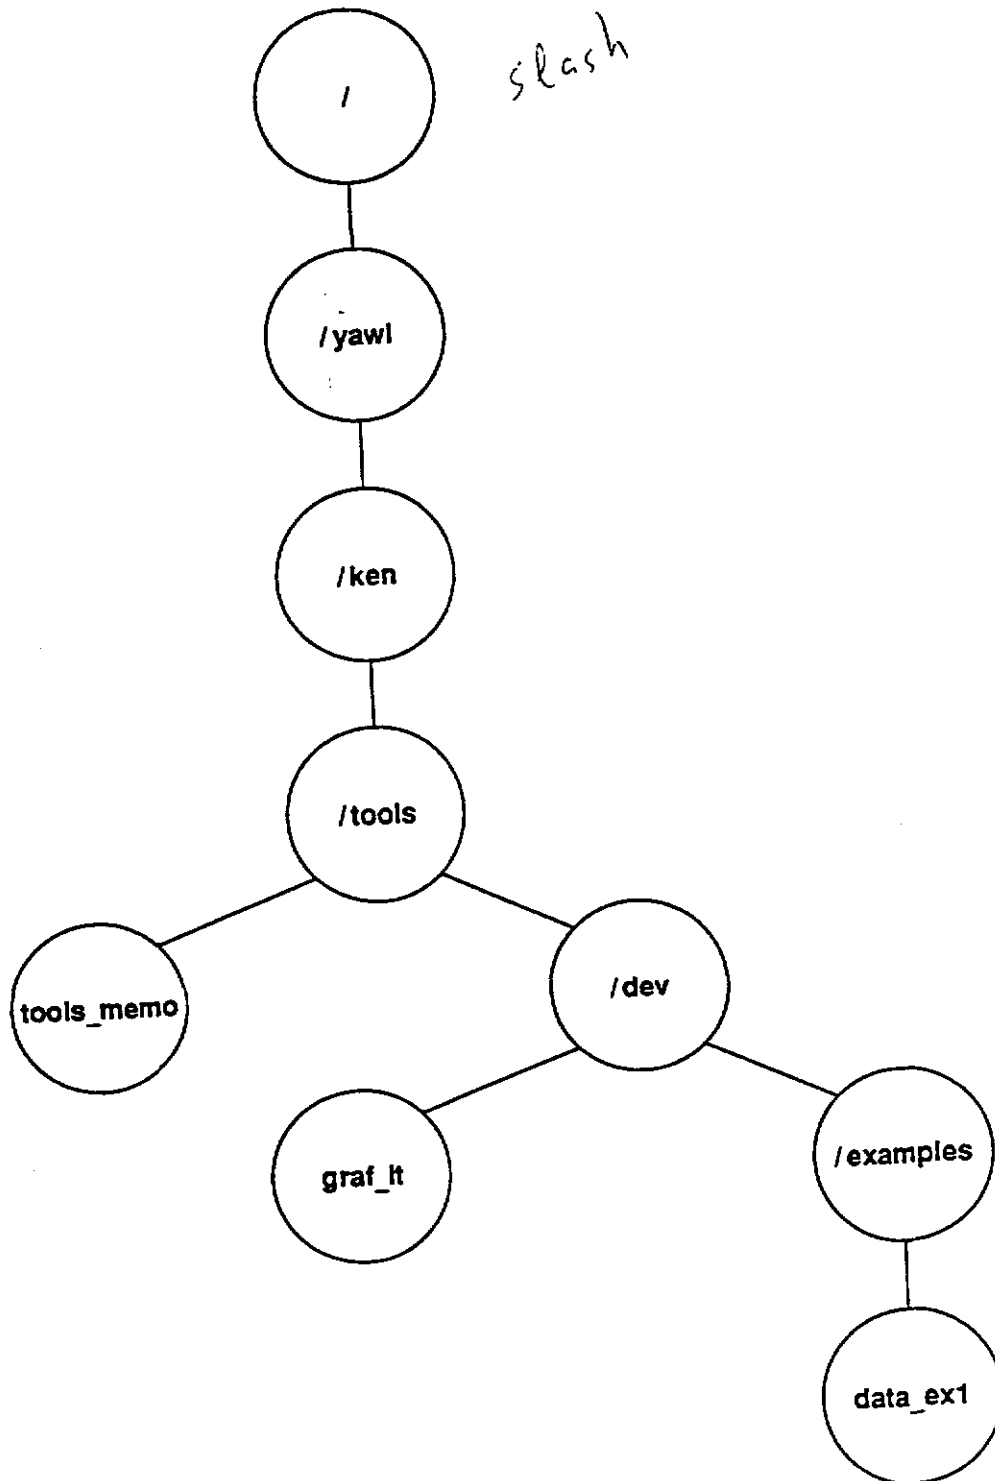 /
slash
/yawl
/ken
/tools
tools_memo
/dev
graf_it
/examples
data_ex1